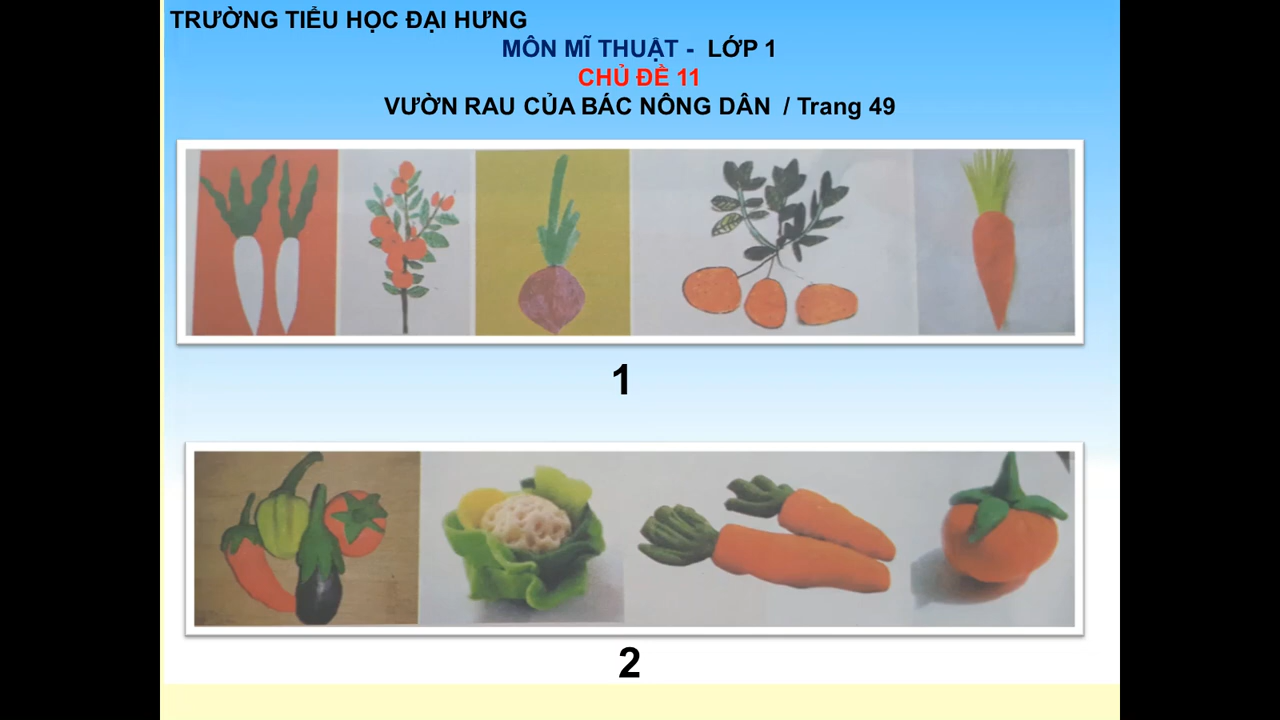 TRƯỜNG TIỂU HỌC ĐẠI HƯNG
MÔN MĨ THUẬT - LỚP 1
CHỦ ĐỀ 11
VƯỜN RAU CỦA BÁC NÔNG DÂN / Trang 49
1
2